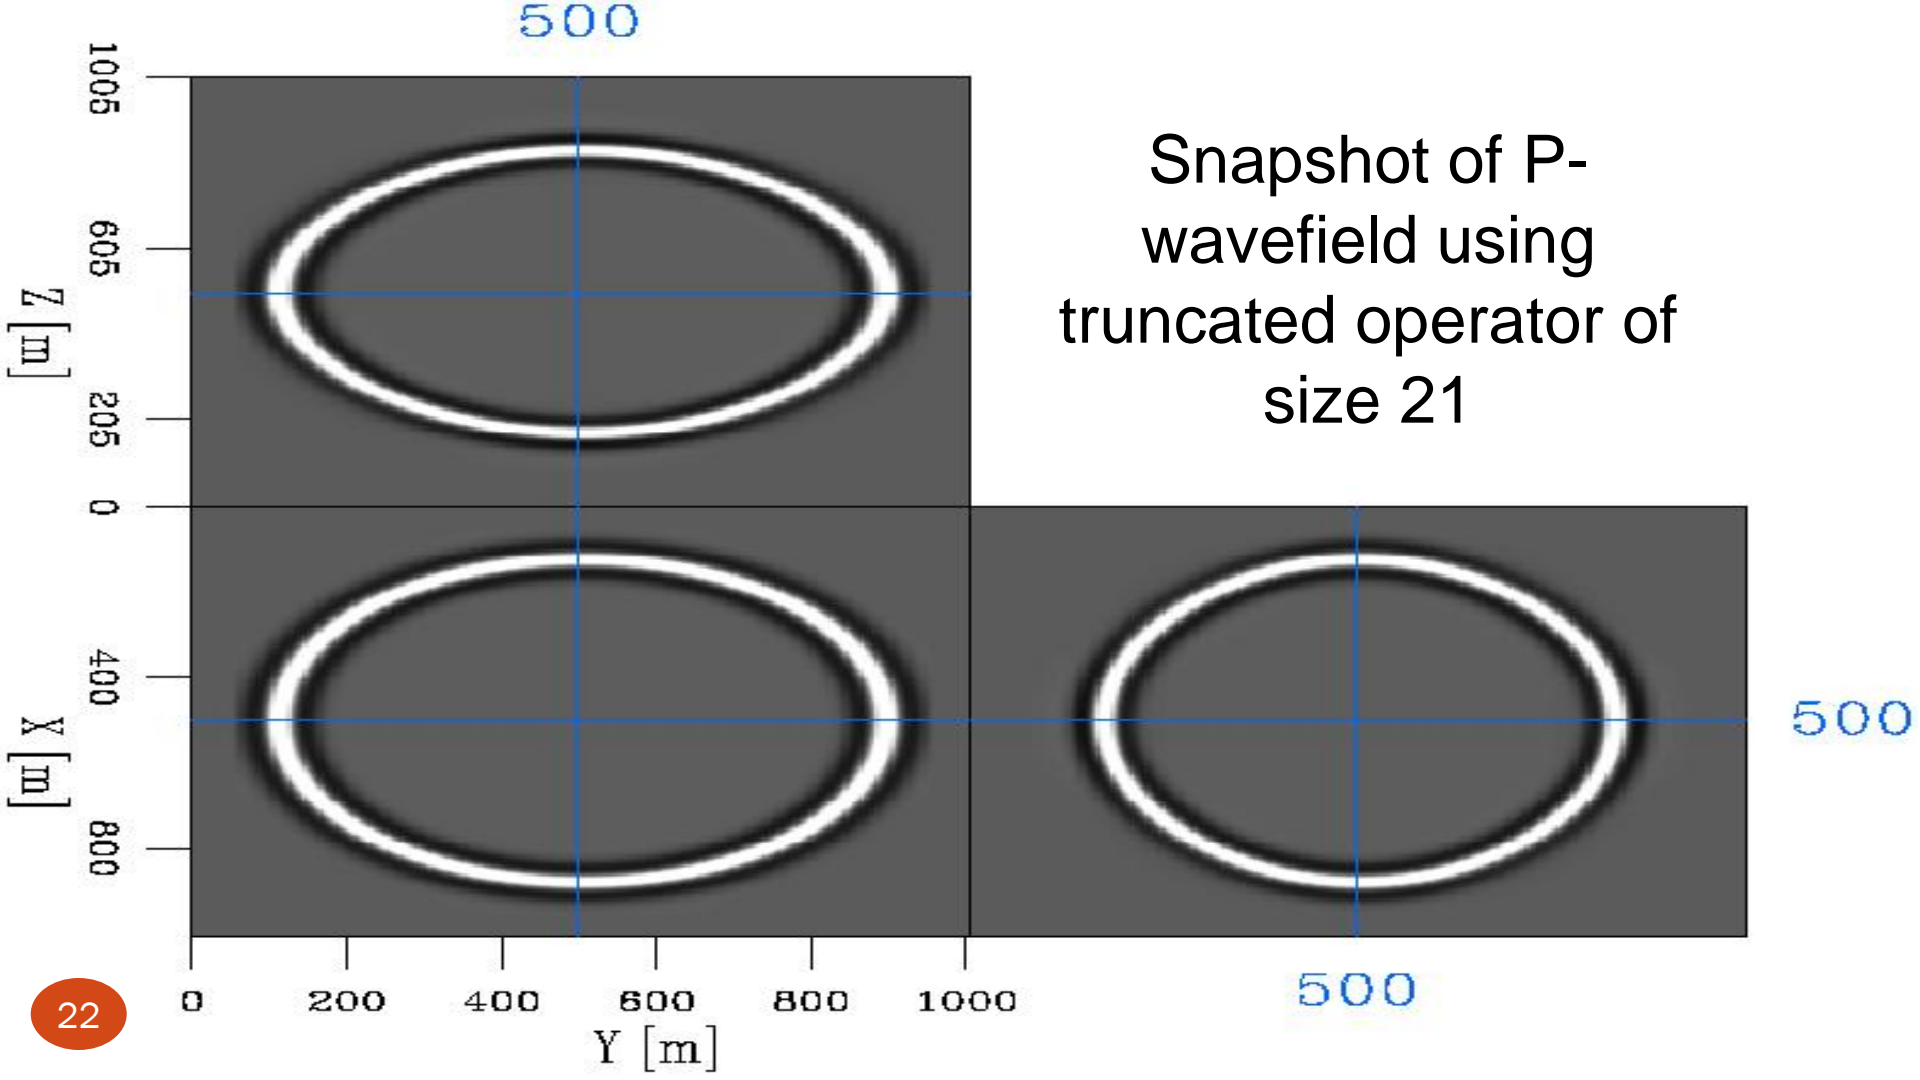 500
Snapshot of P-
wavefield using
truncated operator of
size 21
1005
605
205
0
Z [m]
400
800
X [m]
500
0 200 400 600 800 1000
Y [m]
500
22